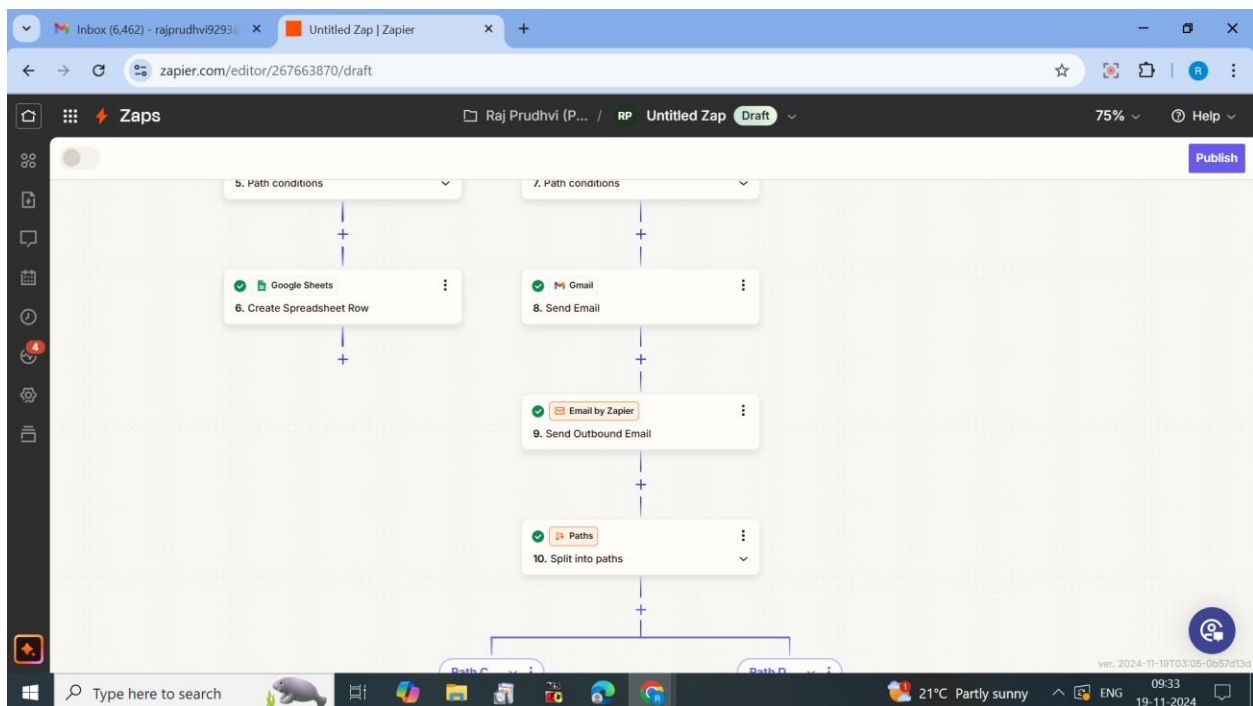 Inbox (6,462) - rajprudhvi9293
Untitled Zap | Zapier
zapier.com/editor/267663870/draft
R
Zaps
Raj Prudhvi (P... / RP Untitled Zap Draft
75%
Help
Publish
5. Path conditions
7. Path conditions
Google Sheets
6. Create Spreadsheet Row
Gmail
8. Send Email
4
Email by Zapier
9. Send Outbound Email
Paths
10. Split into paths
Path C
Path D
ver. 2024-11-19T03:05-0b57d13d
Type here to search
21°C Partly sunny
ENG
09:33
19-11-2024